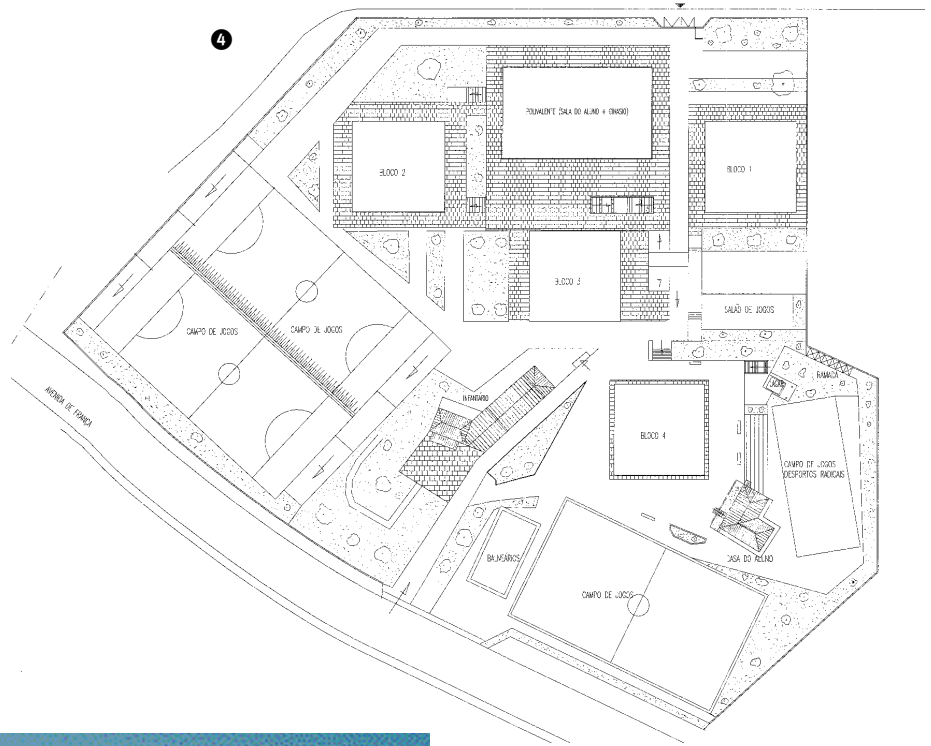 4
POLIVALENTE (SALA DO ALUNO + GINASIO)
BLOCO 2
BLOCO 1
BLOCO 3
SALÃO DE JOGOS
CAMPO DE JOGOS
CAMPO DE JOGOS
RAMADA
INFANTÁRIO
AVENIDA DE FRANÇA
BLOCO 4
CAMPO DE JOGOS
DESPORTOS RADICAIS
BALNEÁRIOS
CASA DO ALUNO
CAMPO DE JOGOS